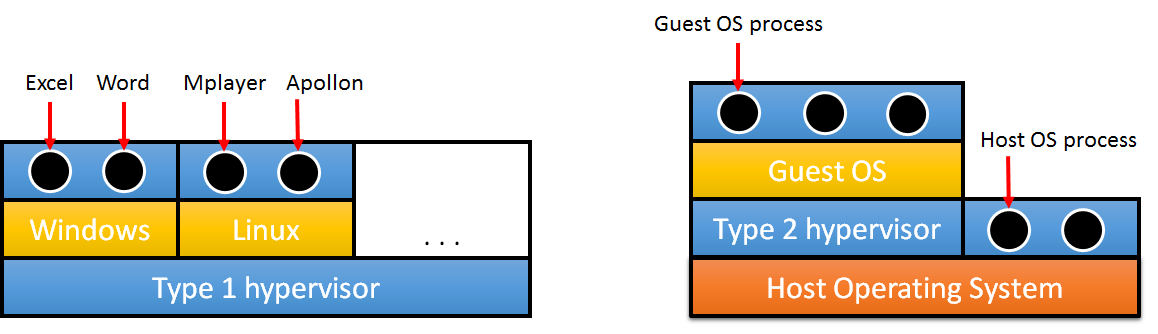 Excel
Word
Mplayer
Apollon
Windows
Linux
. . .
Type 1 hypervisor
Guest OS process
Host OS process
Guest OS
Type 2 hypervisor
Host Operating System